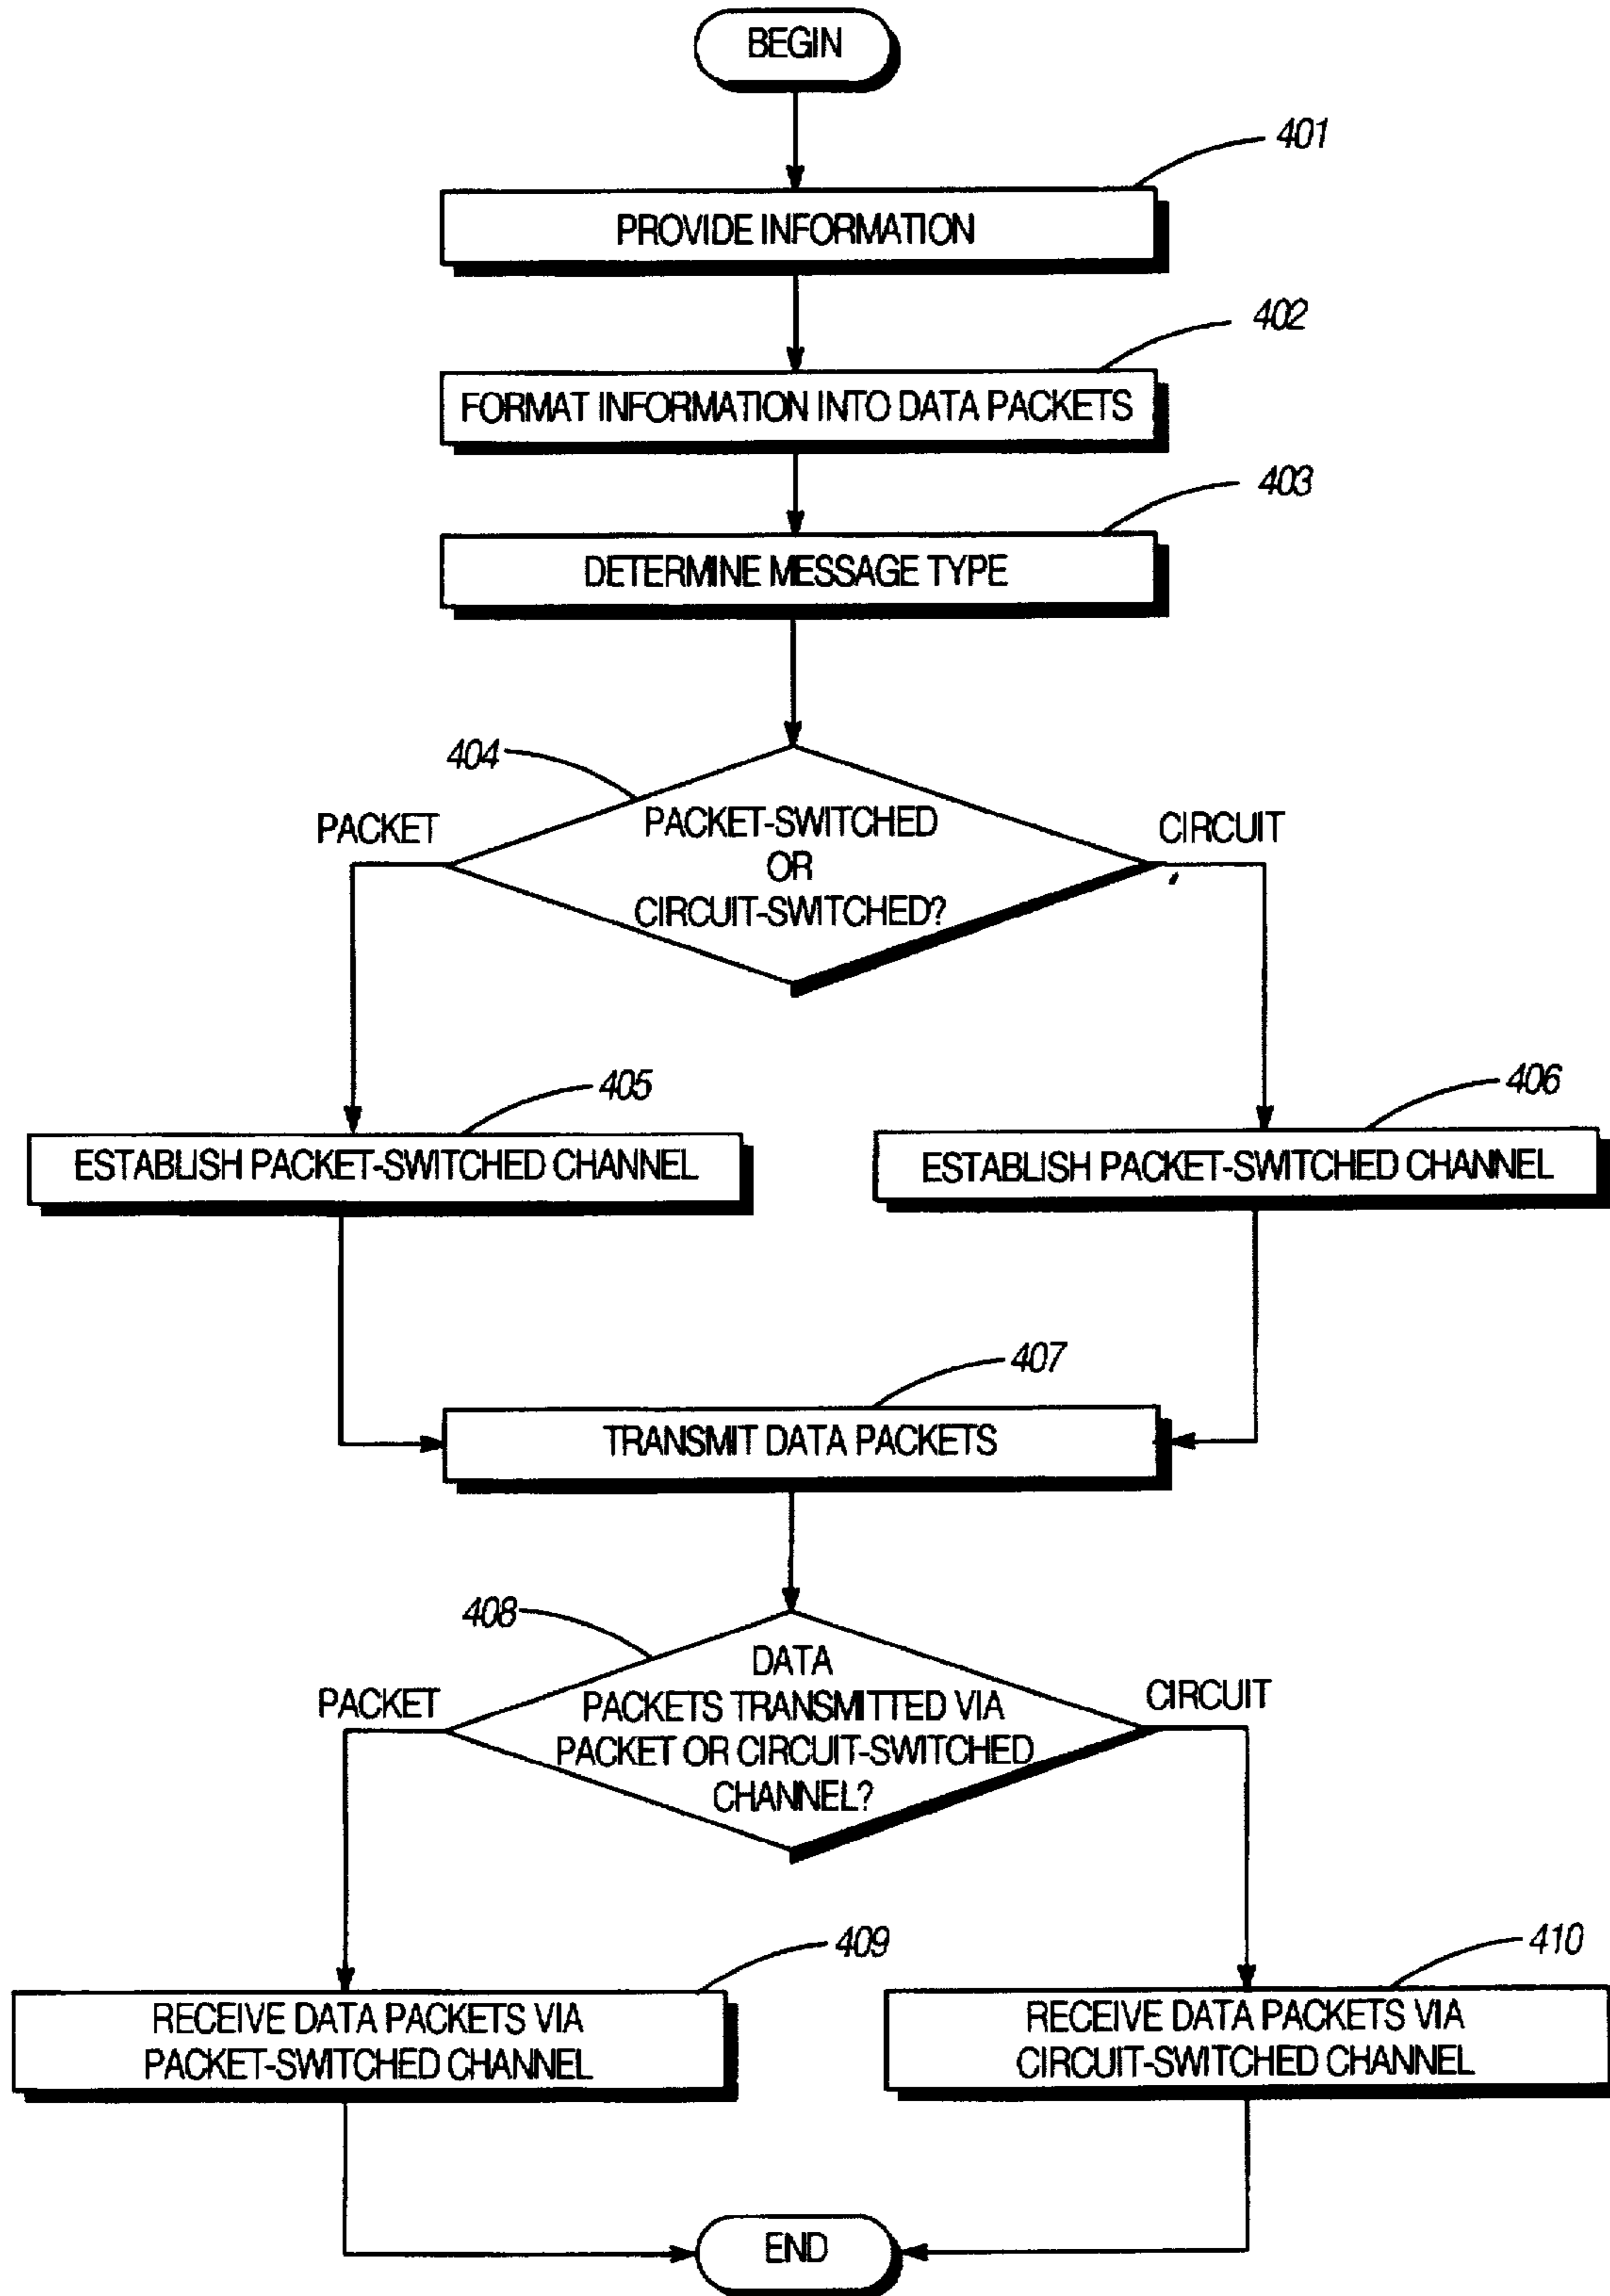 BEGIN
401
PROVIDE INFORMATION
402
FORMAT INFORMATION INTO DATA PACKETS
403
DETERMINE MESSAGE TYPE
404
PACKET
PACKET-SWITCHED
OR
CIRCUIT-SWITCHED?
CIRCUIT
405
ESTABLISH PACKET-SWITCHED CHANNEL
406
ESTABLISH PACKET-SWITCHED CHANNEL
407
TRANSMIT DATA PACKETS
408
PACKET
DATA
PACKETS TRANSMITTED VIA
PACKET OR CIRCUIT-SWITCHED
CHANNEL?
CIRCUIT
409
RECEIVE DATA PACKETS VIA
PACKET-SWITCHED CHANNEL
410
RECEIVE DATA PACKETS VIA
CIRCUIT-SWITCHED CHANNEL
END